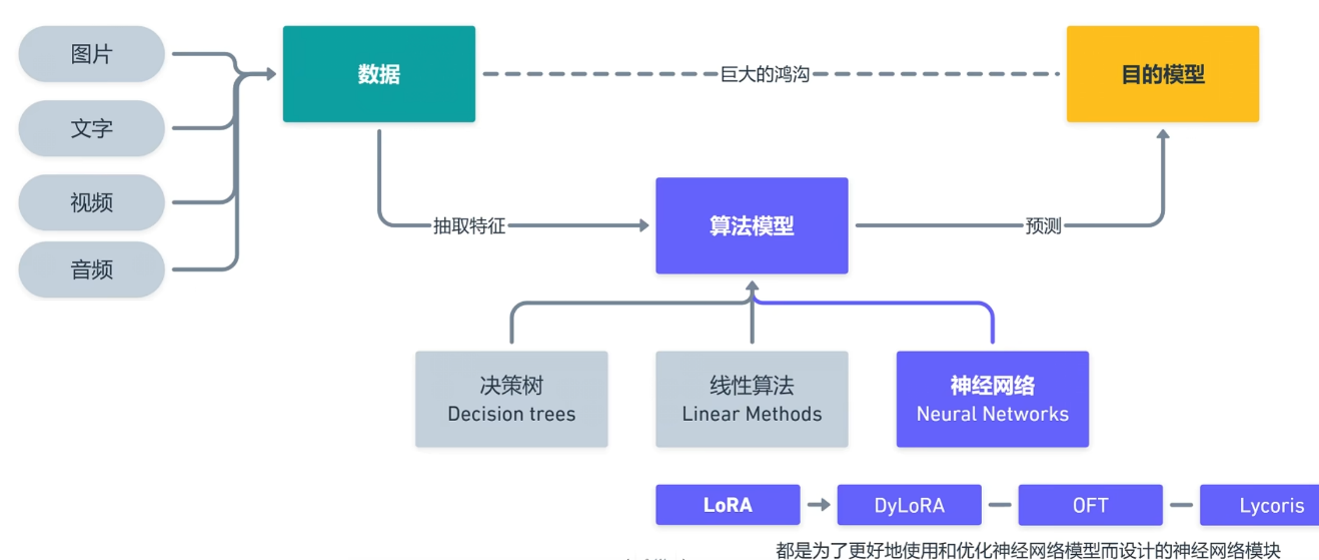 图片
数据
巨大的鸿沟
目的模型
文字
视频
抽取特征
算法模型
预测
音频
决策树
Decision trees
线性算法
Linear Methods
神经网络
Neural Networks
LoRA
DyLoRA
OFT
Lycoris
都是为了更好地使用和优化神经网络模型而设计的神经网络模块